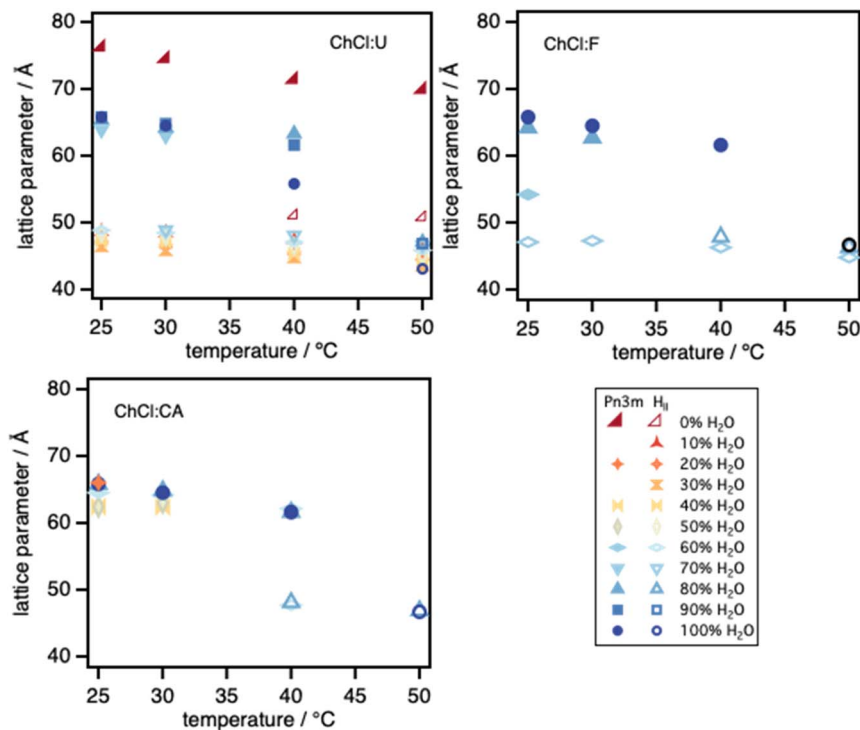 80
70
60
50
40
lattice parameter / Å
ChCl:U
25 30 35 40 45 50
temperature / °C
80
70
60
50
40
lattice parameter / Å
ChCl:F
25 30 35 40 45 50
temperature / °C
80
70
60
50
40
lattice parameter / Å
ChCl:CA
25 30 35 40 45 50
temperature / °C
Pn3m H_II
0% H₂O
10% H₂O
20% H₂O
30% H₂O
40% H₂O
50% H₂O
60% H₂O
70% H₂O
80% H₂O
90% H₂O
100% H₂O